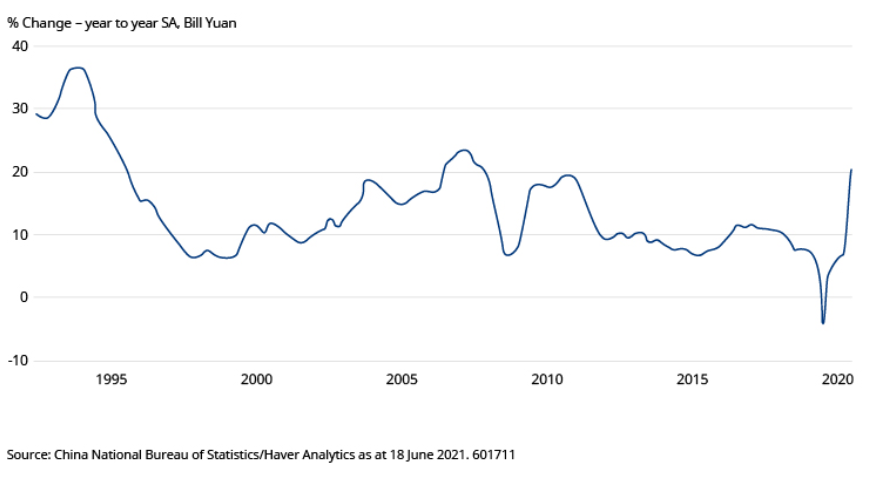 % Change – year to year SA, Bill Yuan
40
30
20
10
0
-10
1995 2000 2005 2010 2015 2020
Source: China National Bureau of Statistics/Haver Analytics as at 18 June 2021. 601711